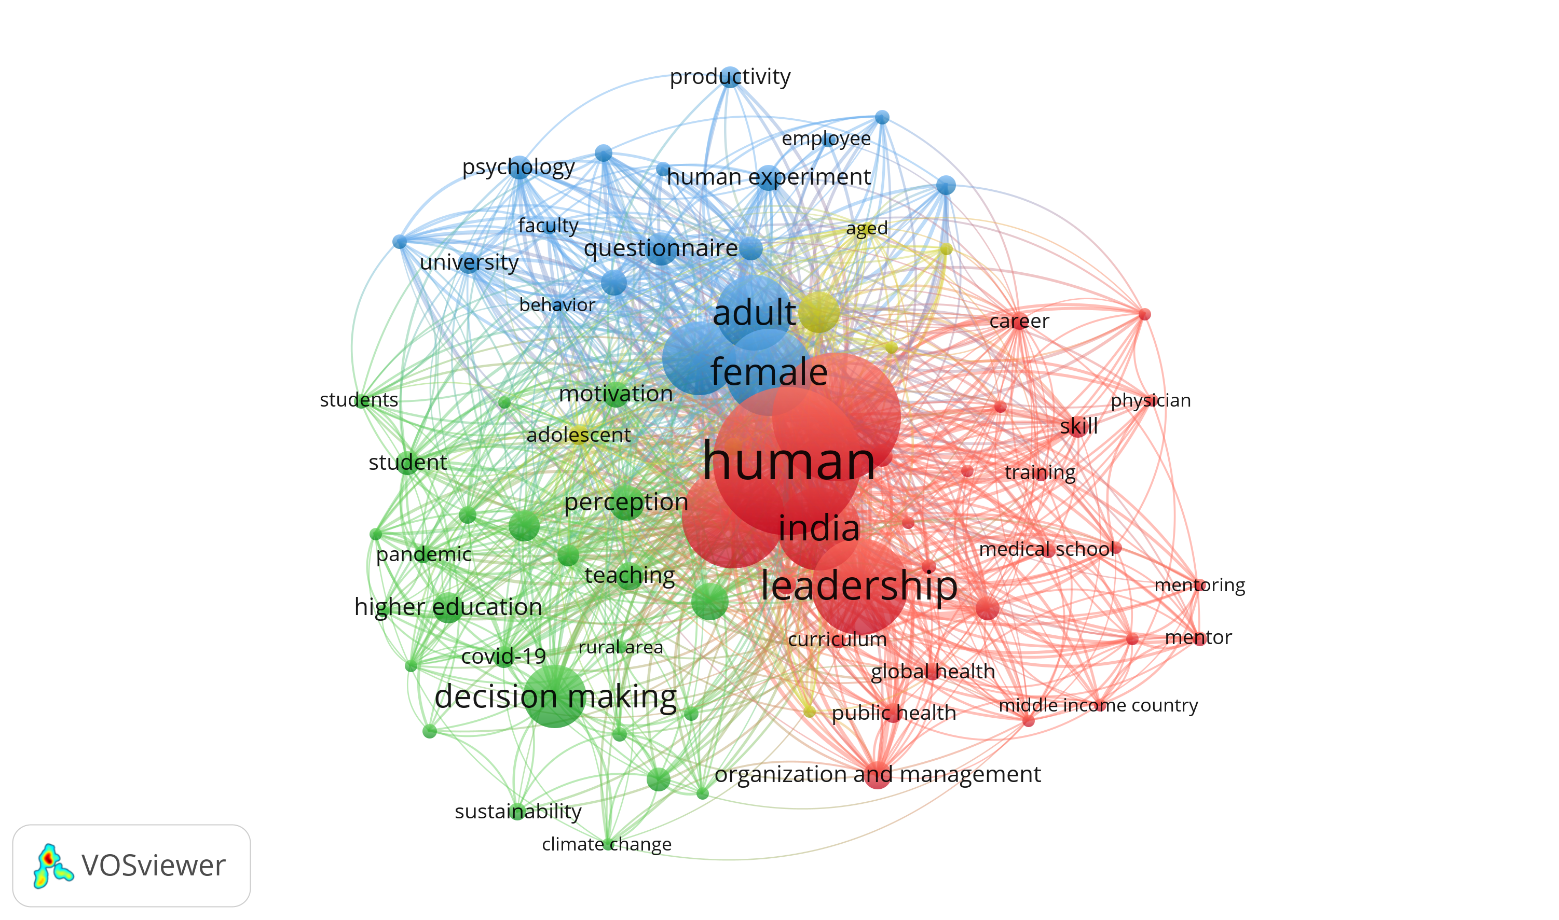 productivity
employee
psychology
human experiment
faculty
aged
questionnaire
university
behavior
adult
career
female
motivation
students
physician
adolescent
skill
student
human
training
perception
india
pandemic
medical school
teaching
leadership
mentoring
higher education
curriculum
mentor
rural area
covid-19
global health
decision making
middle income country
public health
organization and management
sustainability
climate change
VOSviewer